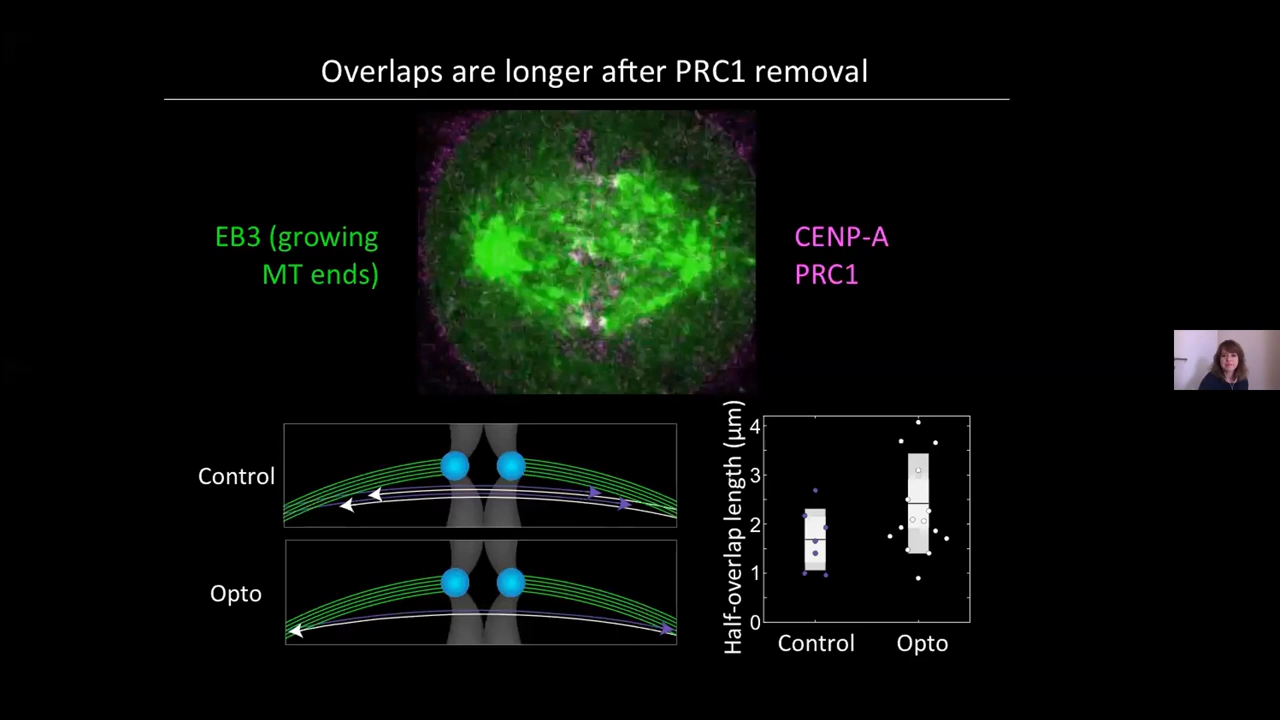 Overlaps are longer after PRC1 removal
EB3 (growing
MT ends)
CENP-A
PRC1
Control
Opto
Half-overlap length (μm)
4
3
2
1
0
Control
Opto